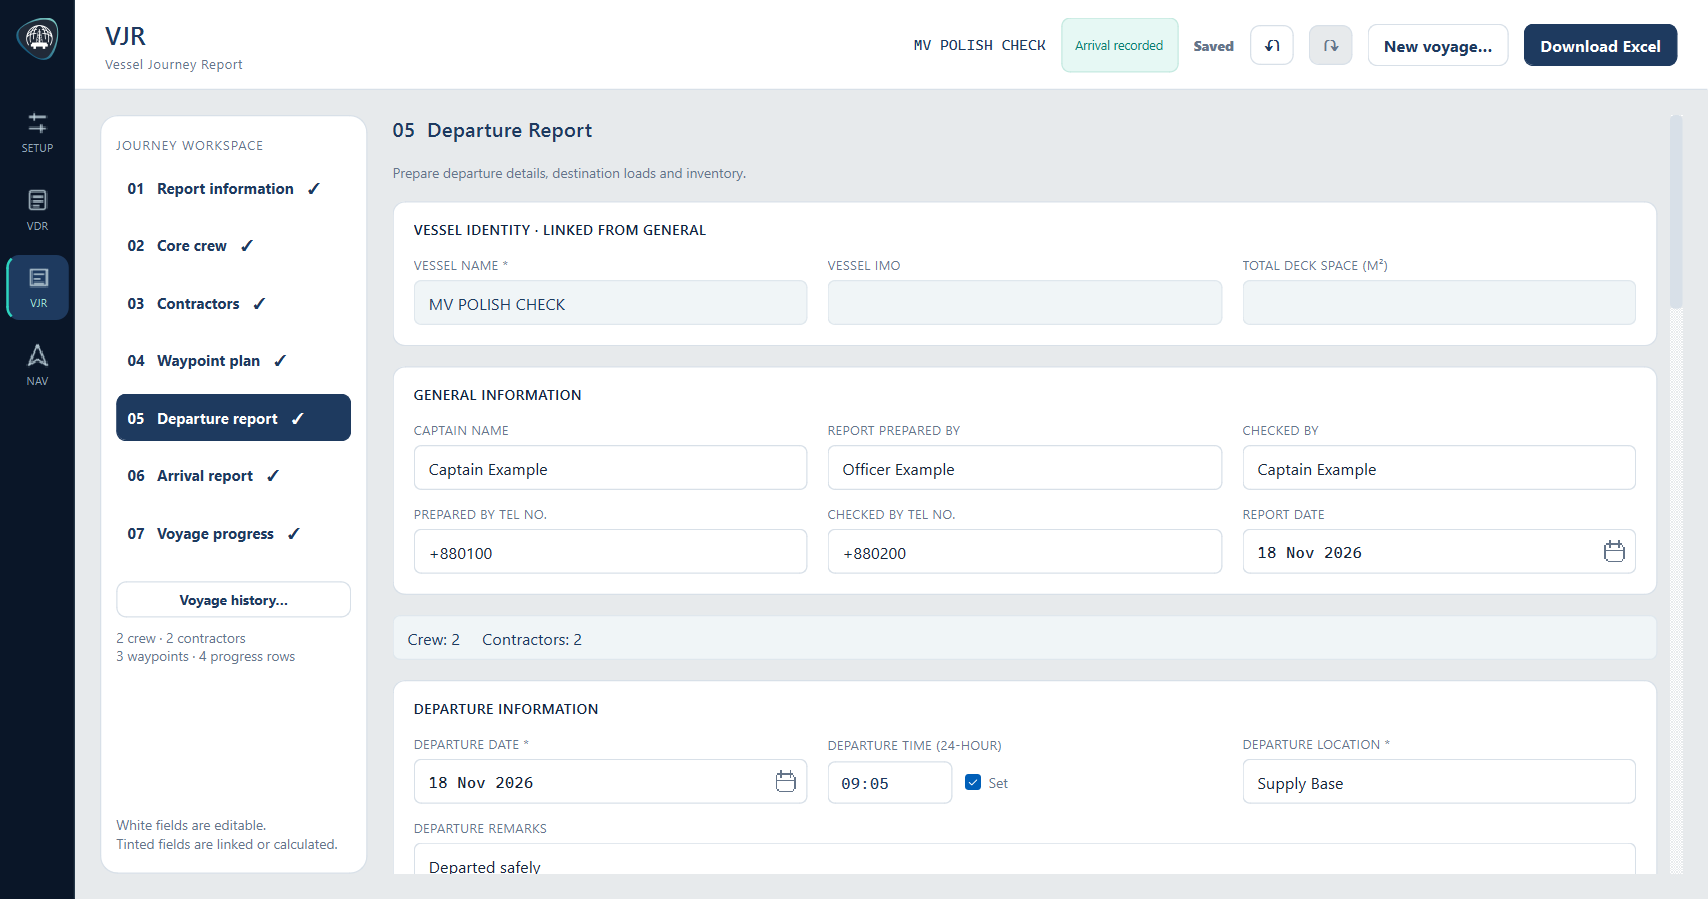 VJR
Vessel Journey Report
MV POLISH CHECK
Arrival recorded
Saved
New voyage...
Download Excel
SETUP
VDR
VJR
NAV
JOURNEY WORKSPACE
01 Report information ✓
02 Core crew ✓
03 Contractors ✓
04 Waypoint plan ✓
05 Departure report ✓
06 Arrival report ✓
07 Voyage progress ✓
Voyage history...
2 crew · 2 contractors
3 waypoints · 4 progress rows
White fields are editable.
Tinted fields are linked or calculated.
05 Departure Report
Prepare departure details, destination loads and inventory.
VESSEL IDENTITY · LINKED FROM GENERAL
VESSEL NAME * VESSEL IMO TOTAL DECK SPACE (M²)
MV POLISH CHECK
GENERAL INFORMATION
CAPTAIN NAME REPORT PREPARED BY CHECKED BY
Captain Example Officer Example Captain Example
PREPARED BY TEL NO. CHECKED BY TEL NO. REPORT DATE
+880100 +880200 18 Nov 2026
Crew: 2 Contractors: 2
DEPARTURE INFORMATION
DEPARTURE DATE * DEPARTURE TIME (24-HOUR) DEPARTURE LOCATION *
18 Nov 2026 09:05 Set Supply Base
DEPARTURE REMARKS
Departed safely